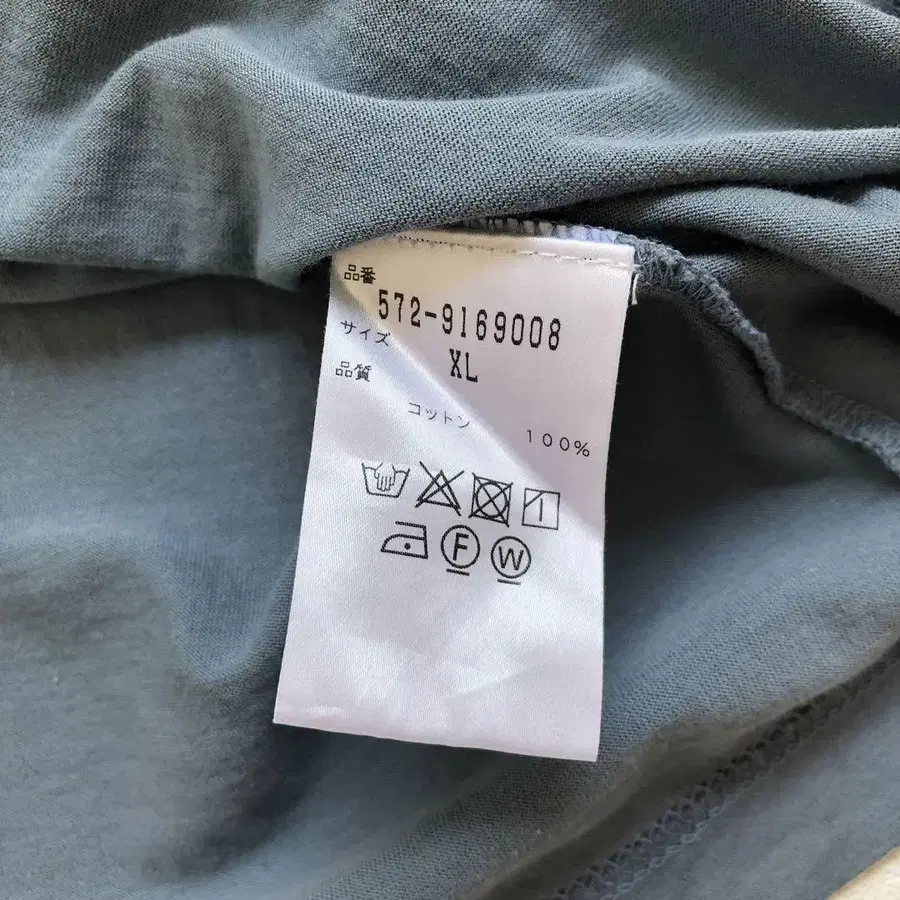 品番
572-9169008
サイズ XL
品質
コットン 100%
F W